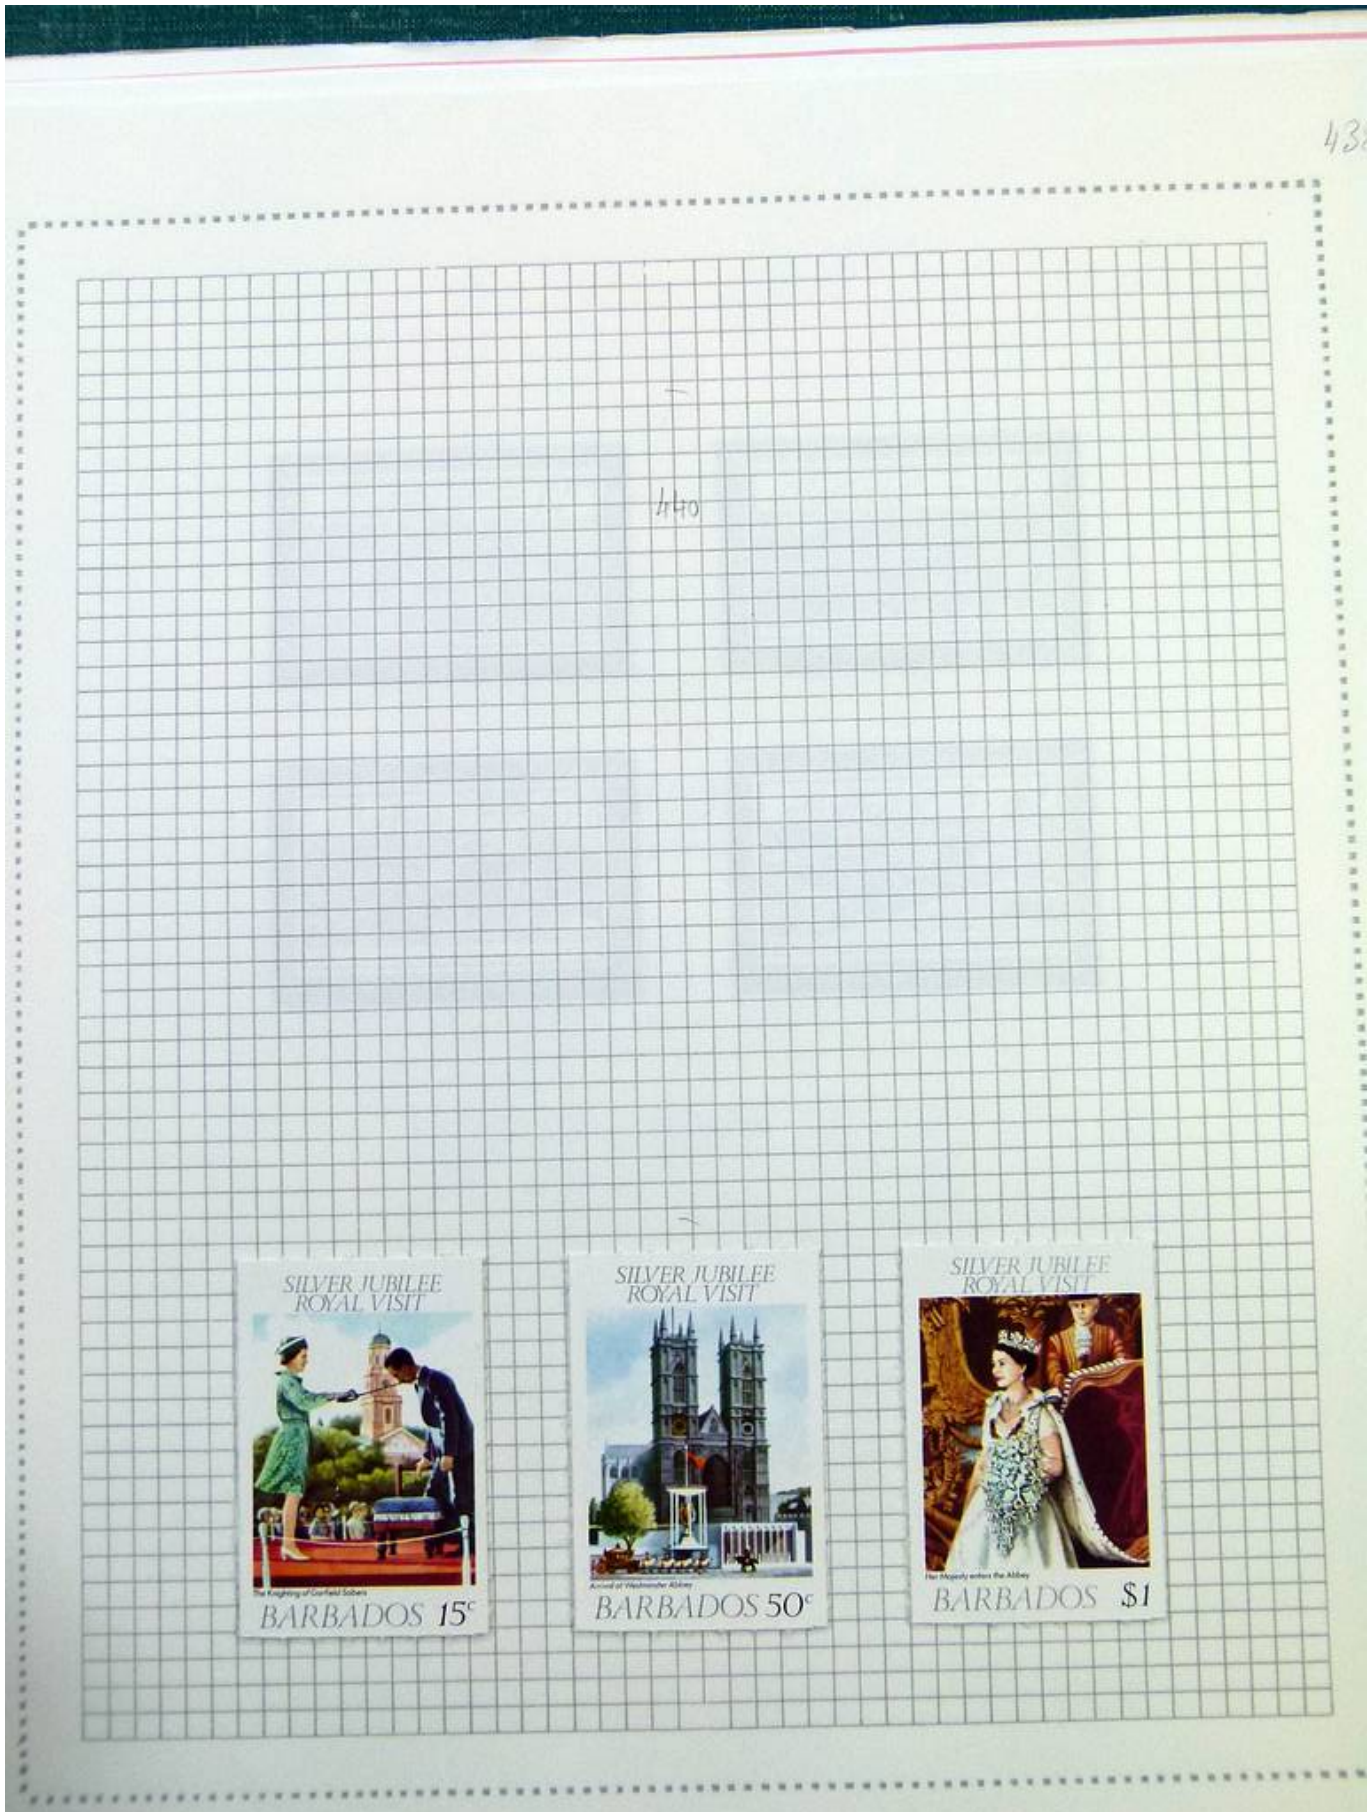 440
SILVER JUBILEE
ROYAL VISIT
The Knighting of Garfield Sobers
BARBADOS 15c
SILVER JUBILEE
ROYAL VISIT
Arrival at Westminster Abbey
BARBADOS 50c
SILVER JUBILEE
ROYAL VISIT
Her Majesty enters the Abbey
BARBADOS $1